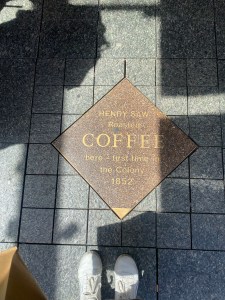 HENRY SAW
Roasted
COFFEE
here - first time in
the Colony
1852